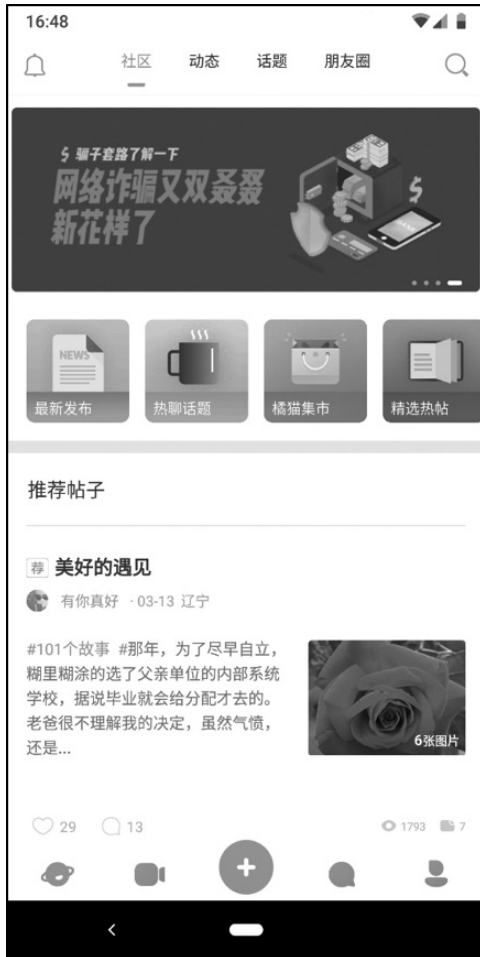 16:48
社区 动态 话题 朋友圈
骗子套路了解一下
网络诈骗又双叒叕
新花样了
NEWS
最新发布 热聊话题 橘猫集市 精选热帖
推荐帖子
荐 美好的遇见
有你真好 · 03-13 辽宁
#101个故事 #那年，为了尽早自立，
糊里糊涂的选了父亲单位的内部系统
学校，据说毕业就会给分配才去的。
老爸很不理解我的决定，虽然气愤，
还是...
6张图片
29 13 1793 7